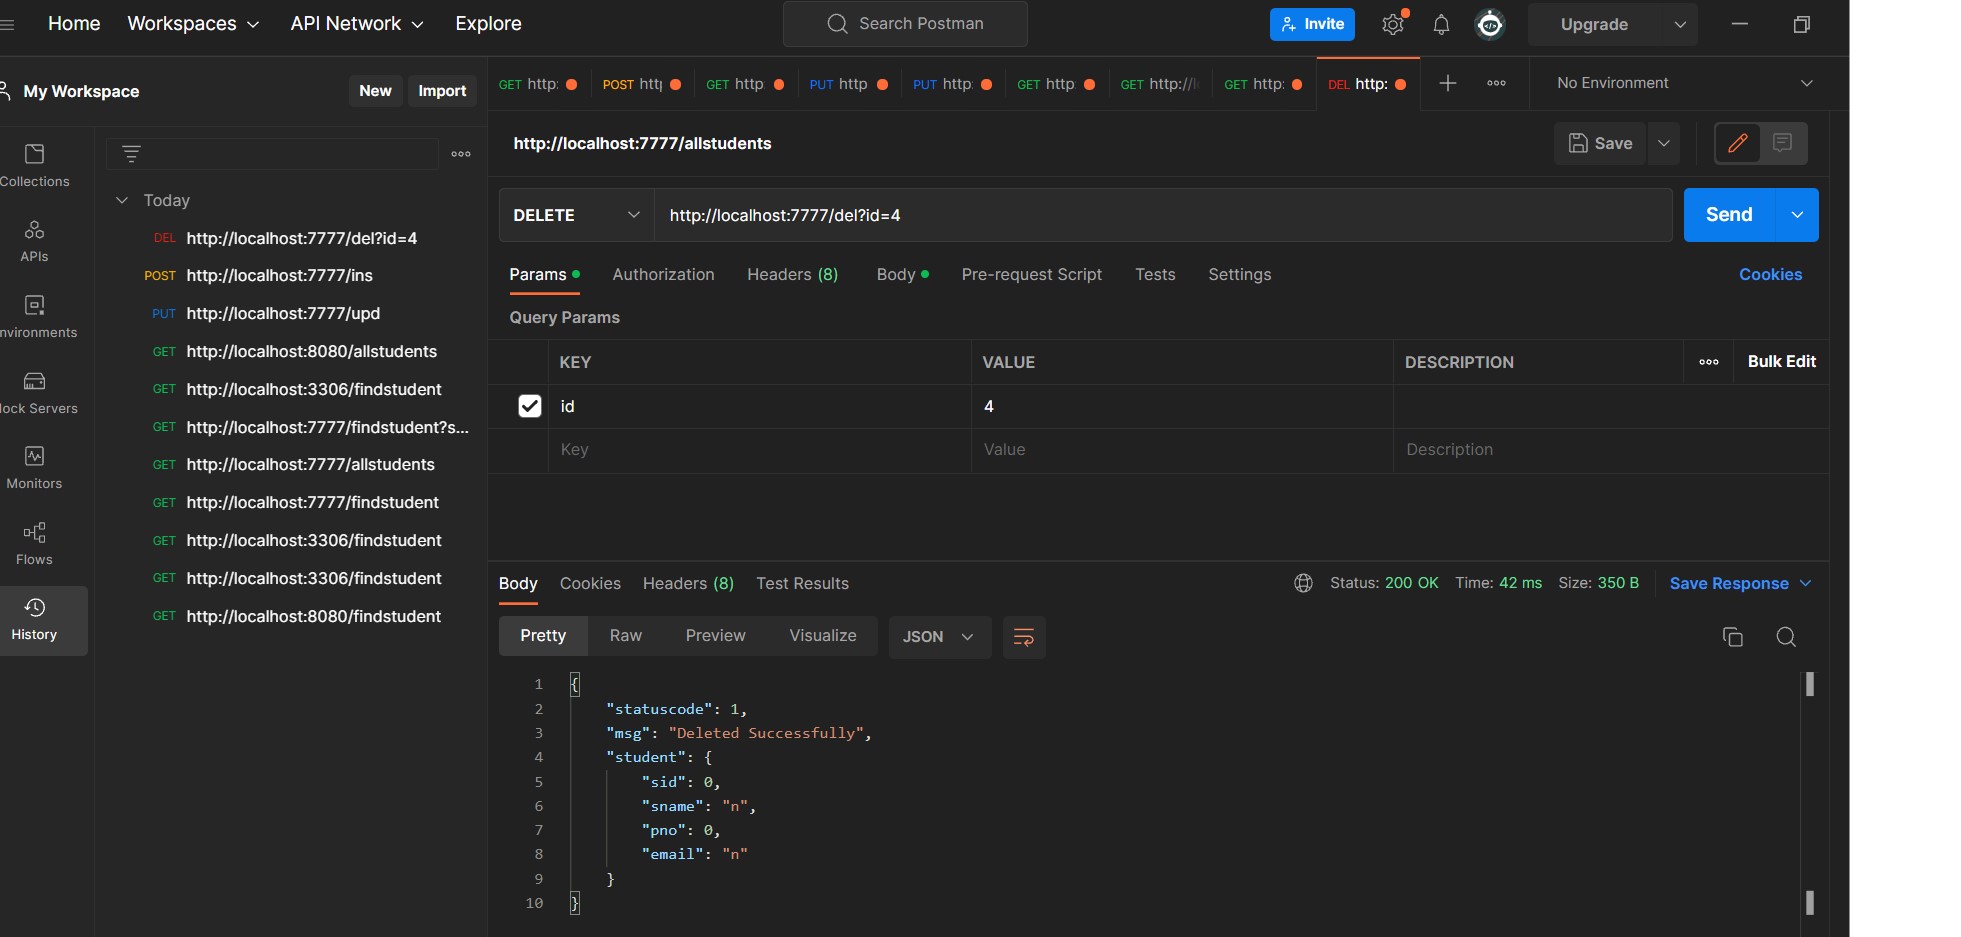 Home Workspaces API Network Explore Search Postman Invite Upgrade
My Workspace New Import
GET http: POST http GET http: PUT http PUT http: GET http: GET http:// GET http: DEL http: No Environment
http://localhost:7777/allstudents Save
Collections
APIs
nvironments
lock Servers
Monitors
Flows
History
Today
DEL http://localhost:7777/del?id=4
POST http://localhost:7777/ins
PUT http://localhost:7777/upd
GET http://localhost:8080/allstudents
GET http://localhost:3306/findstudent
GET http://localhost:7777/findstudent?s...
GET http://localhost:7777/allstudents
GET http://localhost:7777/findstudent
GET http://localhost:3306/findstudent
GET http://localhost:3306/findstudent
GET http://localhost:8080/findstudent
DELETE http://localhost:7777/del?id=4 Send
Params Authorization Headers (8) Body Pre-request Script Tests Settings Cookies
Query Params
KEY VALUE DESCRIPTION Bulk Edit
id 4
Key Value Description
Body Cookies Headers (8) Test Results Status: 200 OK Time: 42 ms Size: 350 B Save Response
Pretty Raw Preview Visualize JSON
1 {
2 "statuscode": 1,
3 "msg": "Deleted Successfully",
4 "student": {
5 "sid": 0,
6 "sname": "n",
7 "pno": 0,
8 "email": "n"
9 }
10 }